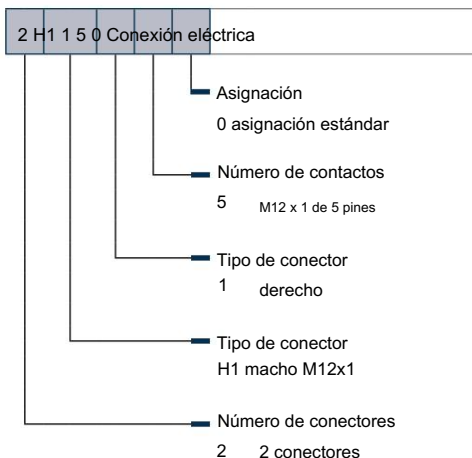 2 H1 1 5 0 Conexión eléctrica
Asignación
0 asignación estándar
Número de contactos
5 M12 x 1 de 5 pines
Tipo de conector
1 derecho
Tipo de conector
H1 macho M12x1
Número de conectores
2 2 conectores